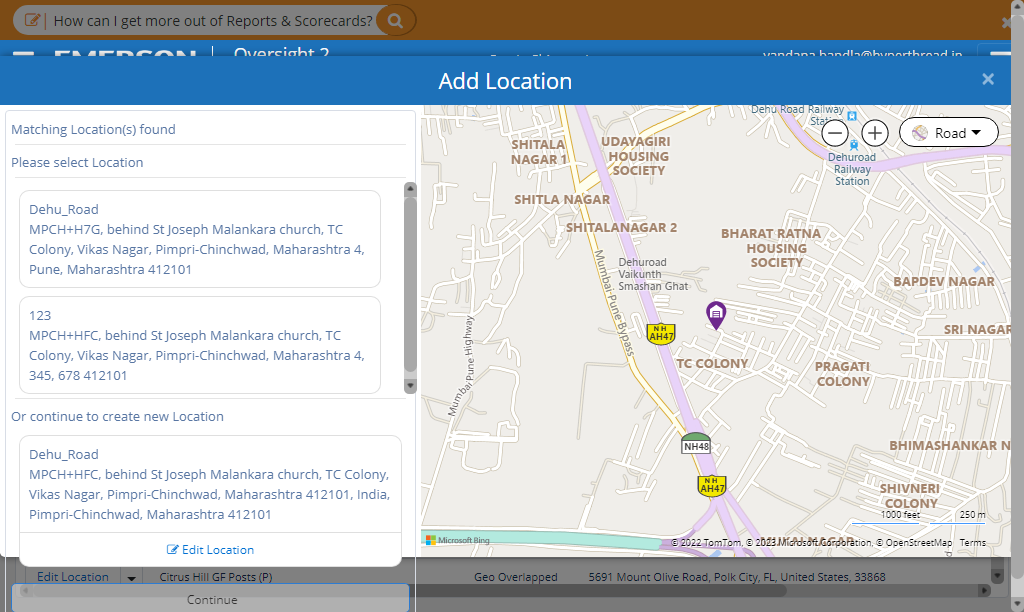 How can I get more out of Reports & Scorecards?
EMERSON
Oversight 2
vandana.bandla@hyperthread.in
Add Location
Matching Location(s) found
Please select Location
Dehu_Road
MPCH+H7G, behind St Joseph Malankara church, TC
Colony, Vikas Nagar, Pimpri-Chinchwad, Maharashtra 4,
Pune, Maharashtra 412101
123
MPCH+HFC, behind St Joseph Malankara church, TC
Colony, Vikas Nagar, Pimpri-Chinchwad, Maharashtra 4,
345, 678 412101
Or continue to create new Location
Dehu_Road
MPCH+HFC, behind St Joseph Malankara church, TC Colony,
Vikas Nagar, Pimpri-Chinchwad, Maharashtra 412101, India,
Pimpri-Chinchwad, Maharashtra 412101
Edit Location
Edit Location
Citrus Hill GF Posts (P)
Geo Overlapped
5691 Mount Olive Road, Polk City, FL, United States, 33868
Continue
Dehu Road Railway
Station
Road
Dehuroad
Railway
Station
SHITALA
NAGAR 1
UDAYAGIRI
HOUSING
SOCIETY
SHITLA NAGAR
SHITALANAGAR 2
BHARAT RATNA
HOUSING
SOCIETY
Dehuroad
Vaikunth
Smashan Ghat
BAPDEV NAGAR
Mumbai-Pune Bypass
Mumbai Pune Highway
NH
AH47
SRI NAGAR
TC COLONY
PRAGATI
COLONY
NH48
BHIMASHANKAR N
NH
AH47
SHIVNERI
COLONY
1000 feet
250 m
Microsoft Bing
© 2022 TomTom, © 2023 Microsoft Corporation, © OpenStreetMap
Terms